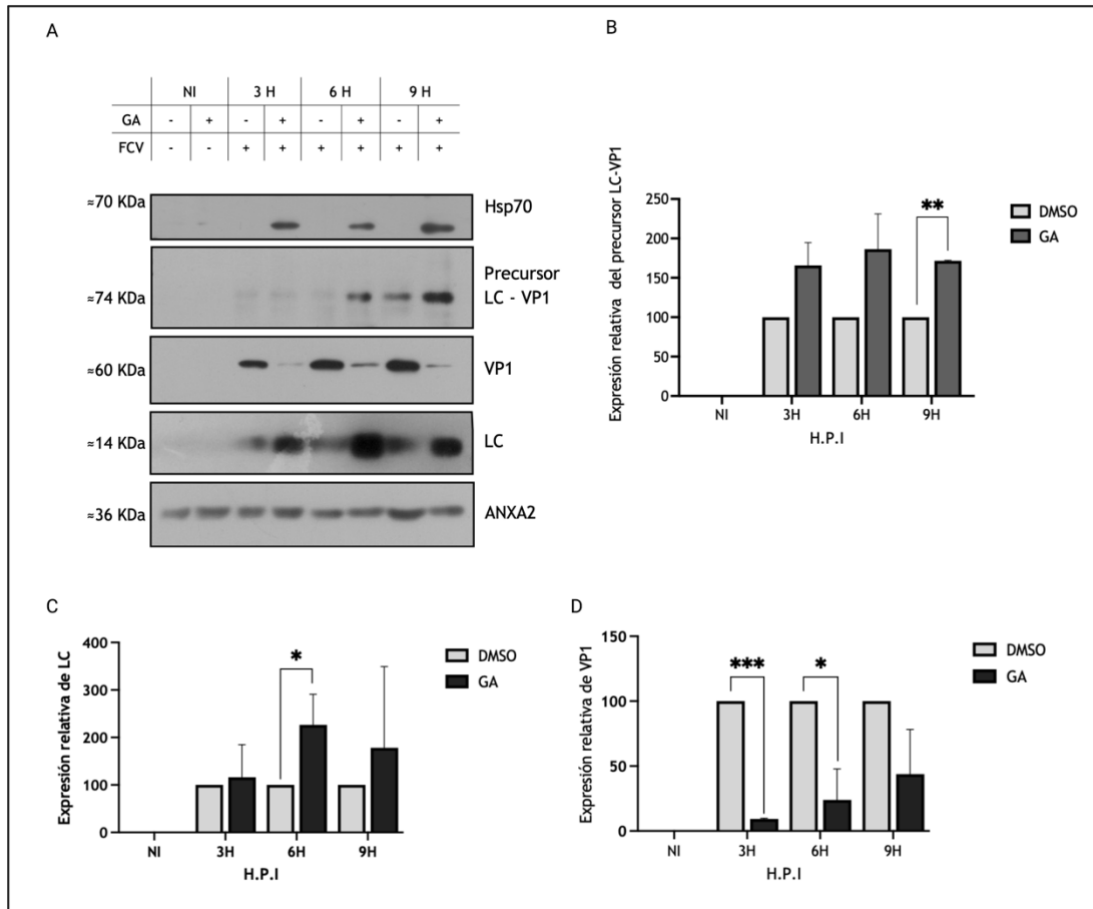 A
NI 3 H 6 H 9 H
GA - + - + - + - +
FCV - - + + + + + +
≈70 KDa Hsp70
Precursor
≈74 KDa LC - VP1
≈60 KDa VP1
≈14 KDa LC
≈36 KDa ANXA2
B
Expresión relativa del precursor LC-VP1
250
200
150
100
50
0
**
DMSO
GA
NI 3H 6H 9H
H.P.I
C
Expresión relativa de LC
400
300
200
100
0
*
DMSO
GA
NI 3H 6H 9H
H.P.I
D
Expresión relativa de VP1
150
100
50
0
*** *
DMSO
GA
NI 3H 6H 9H
H.P.I